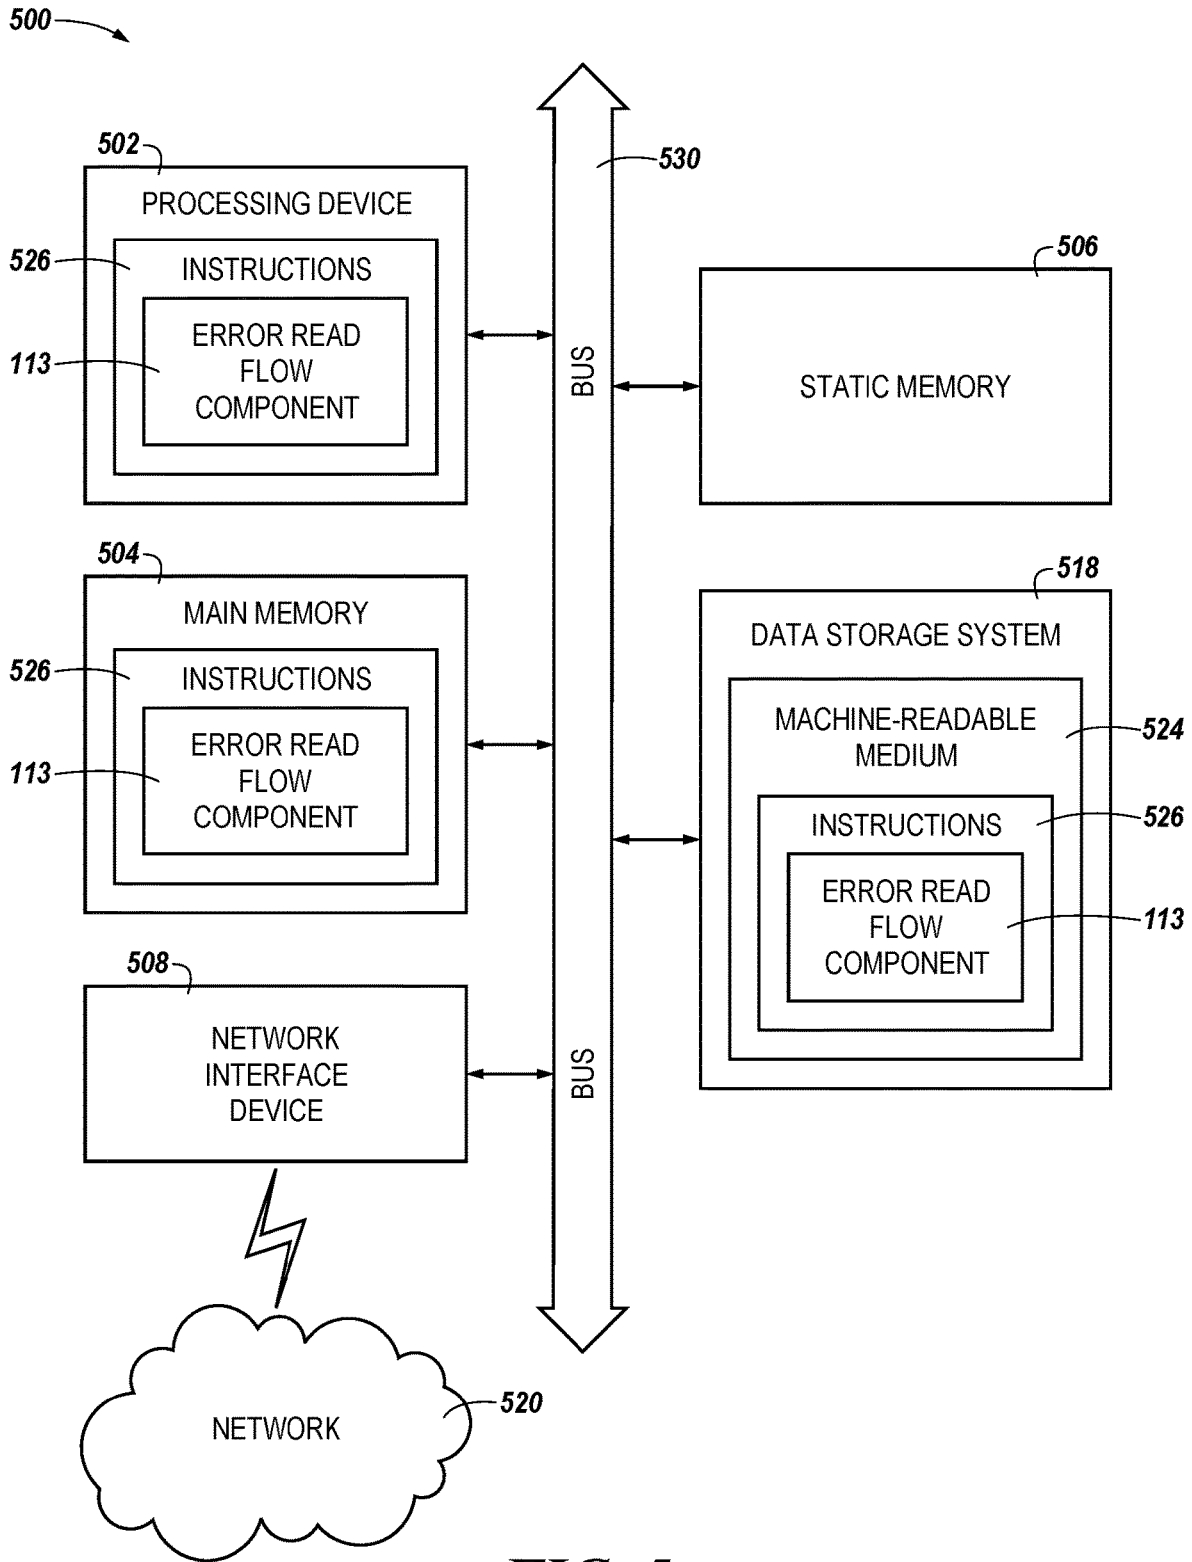 500
502
PROCESSING DEVICE
526
INSTRUCTIONS
113
ERROR READ
FLOW
COMPONENT
504
MAIN MEMORY
526
INSTRUCTIONS
113
ERROR READ
FLOW
COMPONENT
508
NETWORK
INTERFACE
DEVICE
NETWORK
520
530
BUS
BUS
506
STATIC MEMORY
518
DATA STORAGE SYSTEM
MACHINE-READABLE
MEDIUM
524
INSTRUCTIONS
526
ERROR READ
FLOW
COMPONENT
113